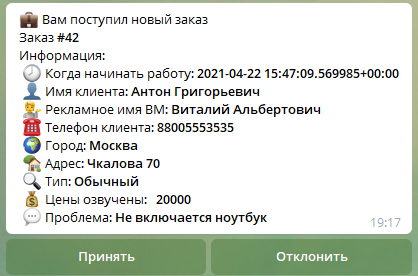 💼 Вам поступил новый заказ
Заказ #42
Информация:
🕗 Когда начинать работу: 2021-04-22 15:47:09.569985+00:00
👤 Имя клиента: Антон Григорьевич
💁‍♂️ Рекламное имя ВМ: Виталий Альбертович
☎️ Телефон клиента: 88005553535
🌍 Город: Москва
🏡 Адрес: Чкалова 70
🔍 Тип: Обычный
💰 Цены озвучены: 20000
💬 Проблема: Не включается ноутбук
19:17
Принять
Отклонить